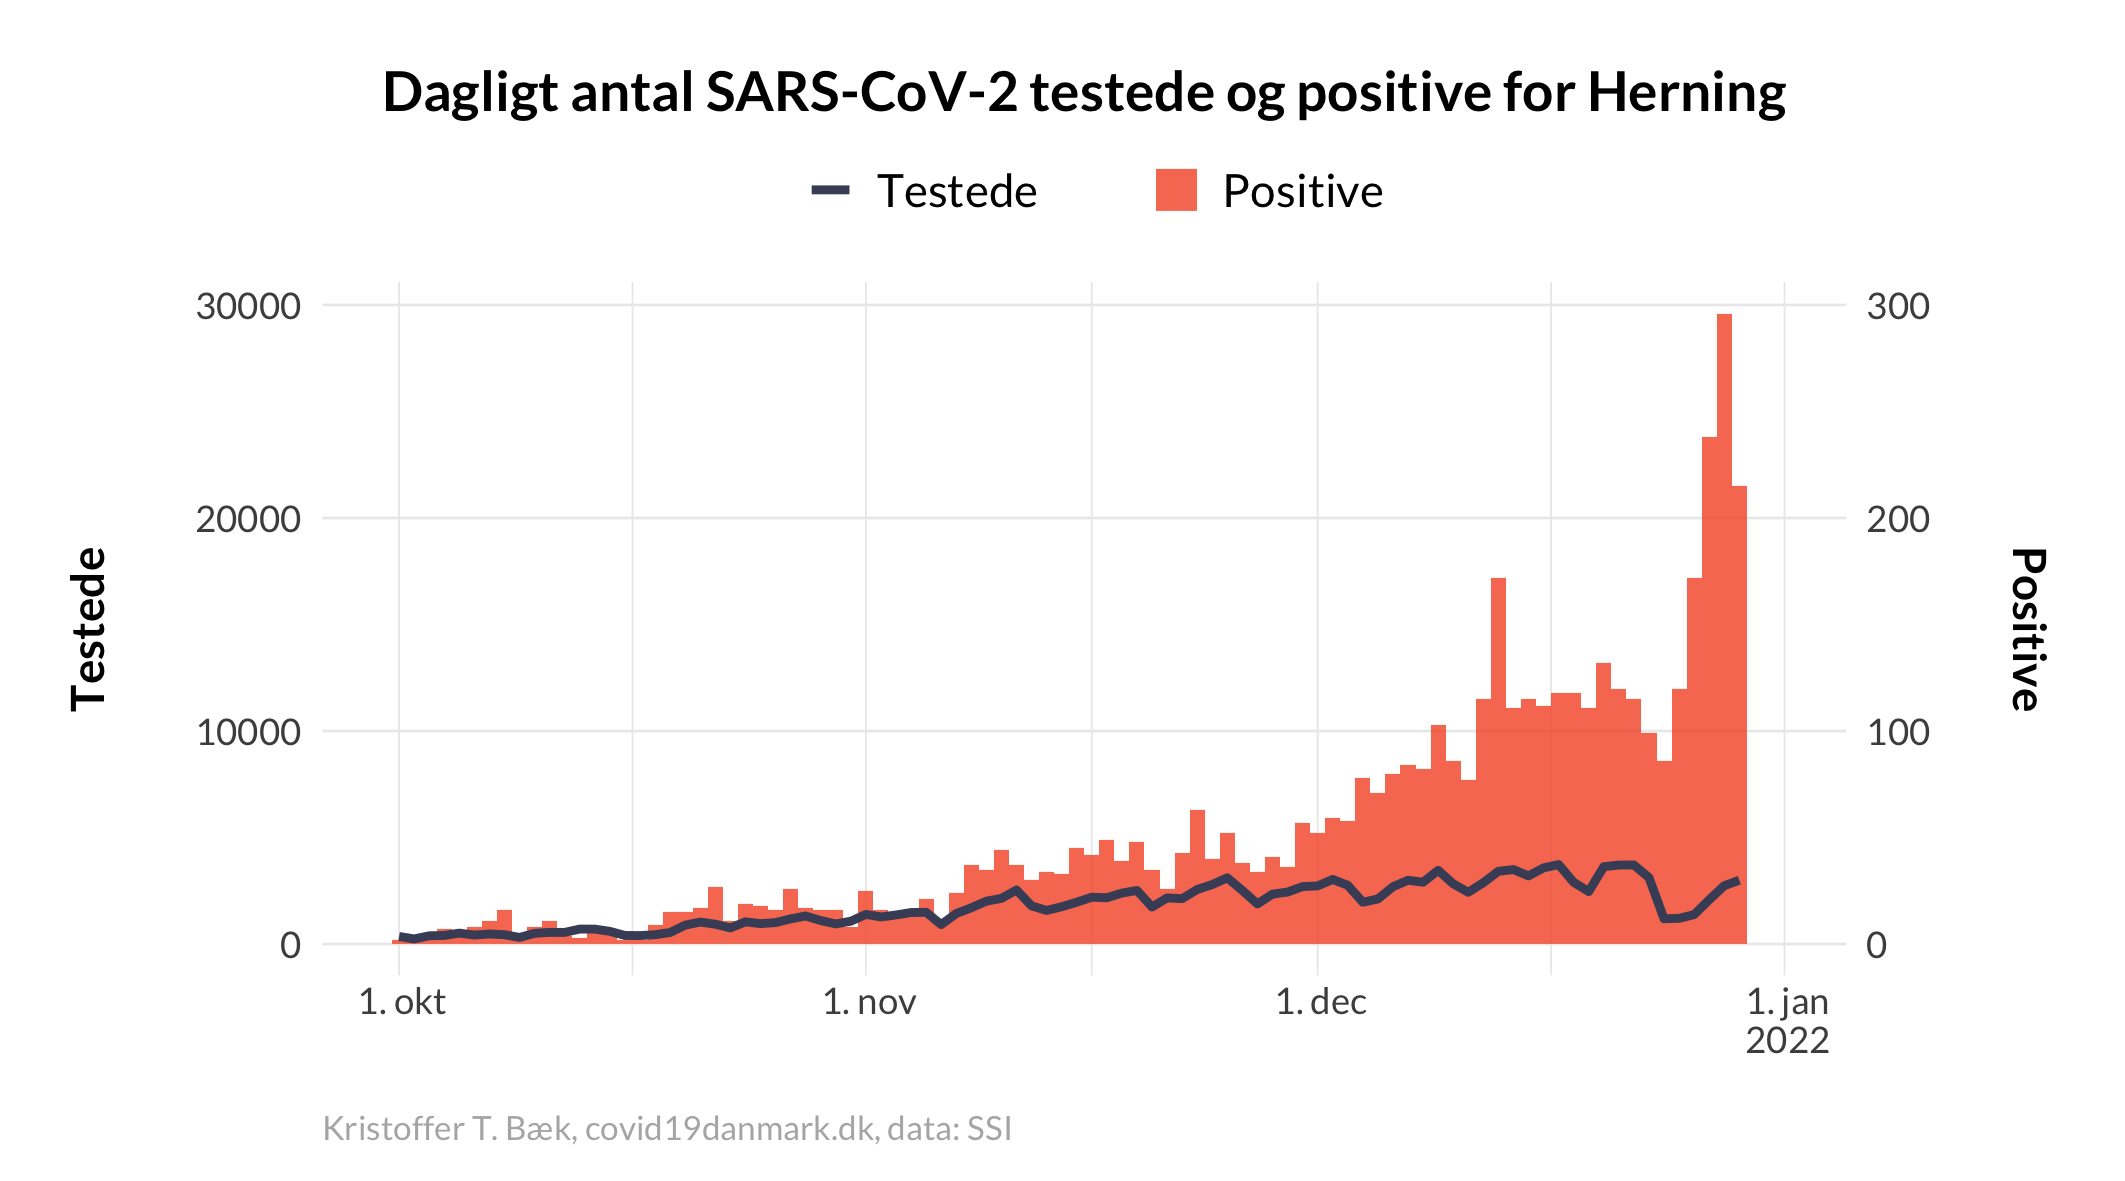 Dagligt antal SARS-CoV-2 testede og positive for Herning
Testede Positive
30000 300
20000 200
10000 100
0 0
Testede
Positive
1. okt 1. nov 1. dec 1. jan
2022
Kristoffer T. Bæk, covid19danmark.dk, data: SSI